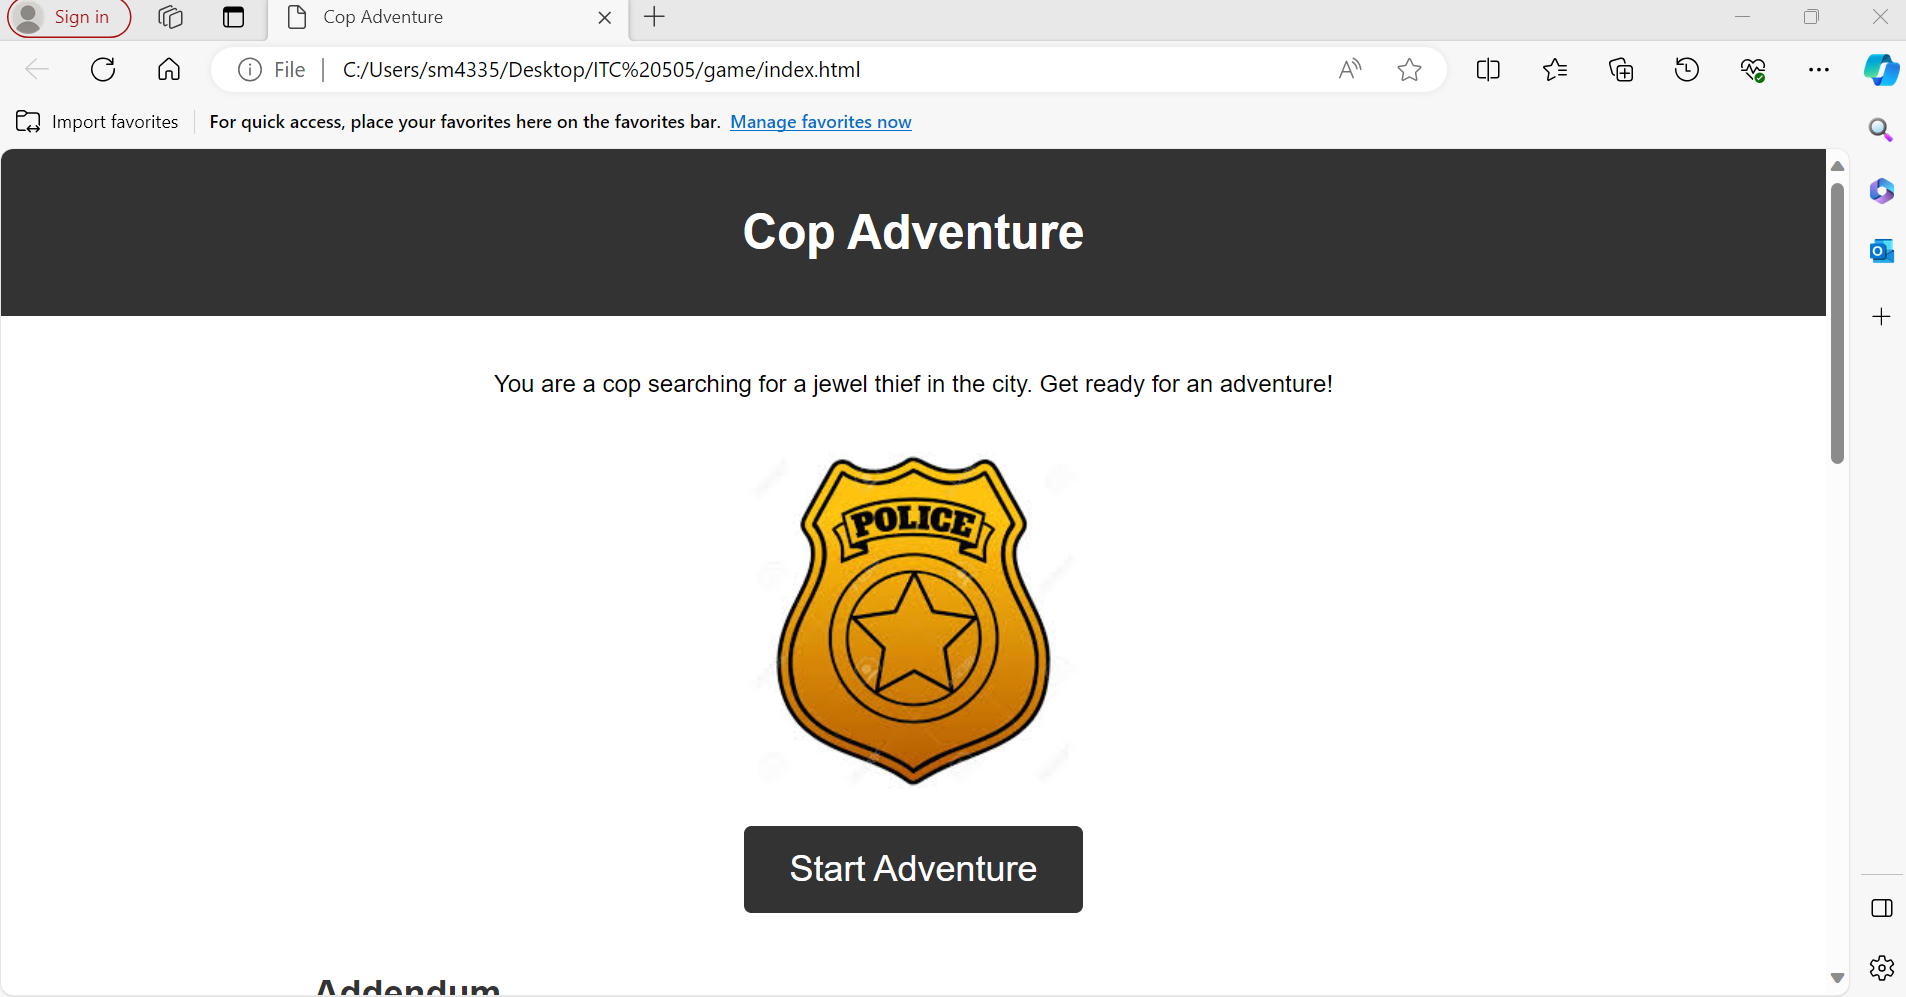 Sign in
Cop Adventure
File
C:/Users/sm4335/Desktop/ITC%20505/game/index.html
Import favorites
For quick access, place your favorites here on the favorites bar. Manage favorites now
Cop Adventure
You are a cop searching for a jewel thief in the city. Get ready for an adventure!
POLICE
Start Adventure
Addendum